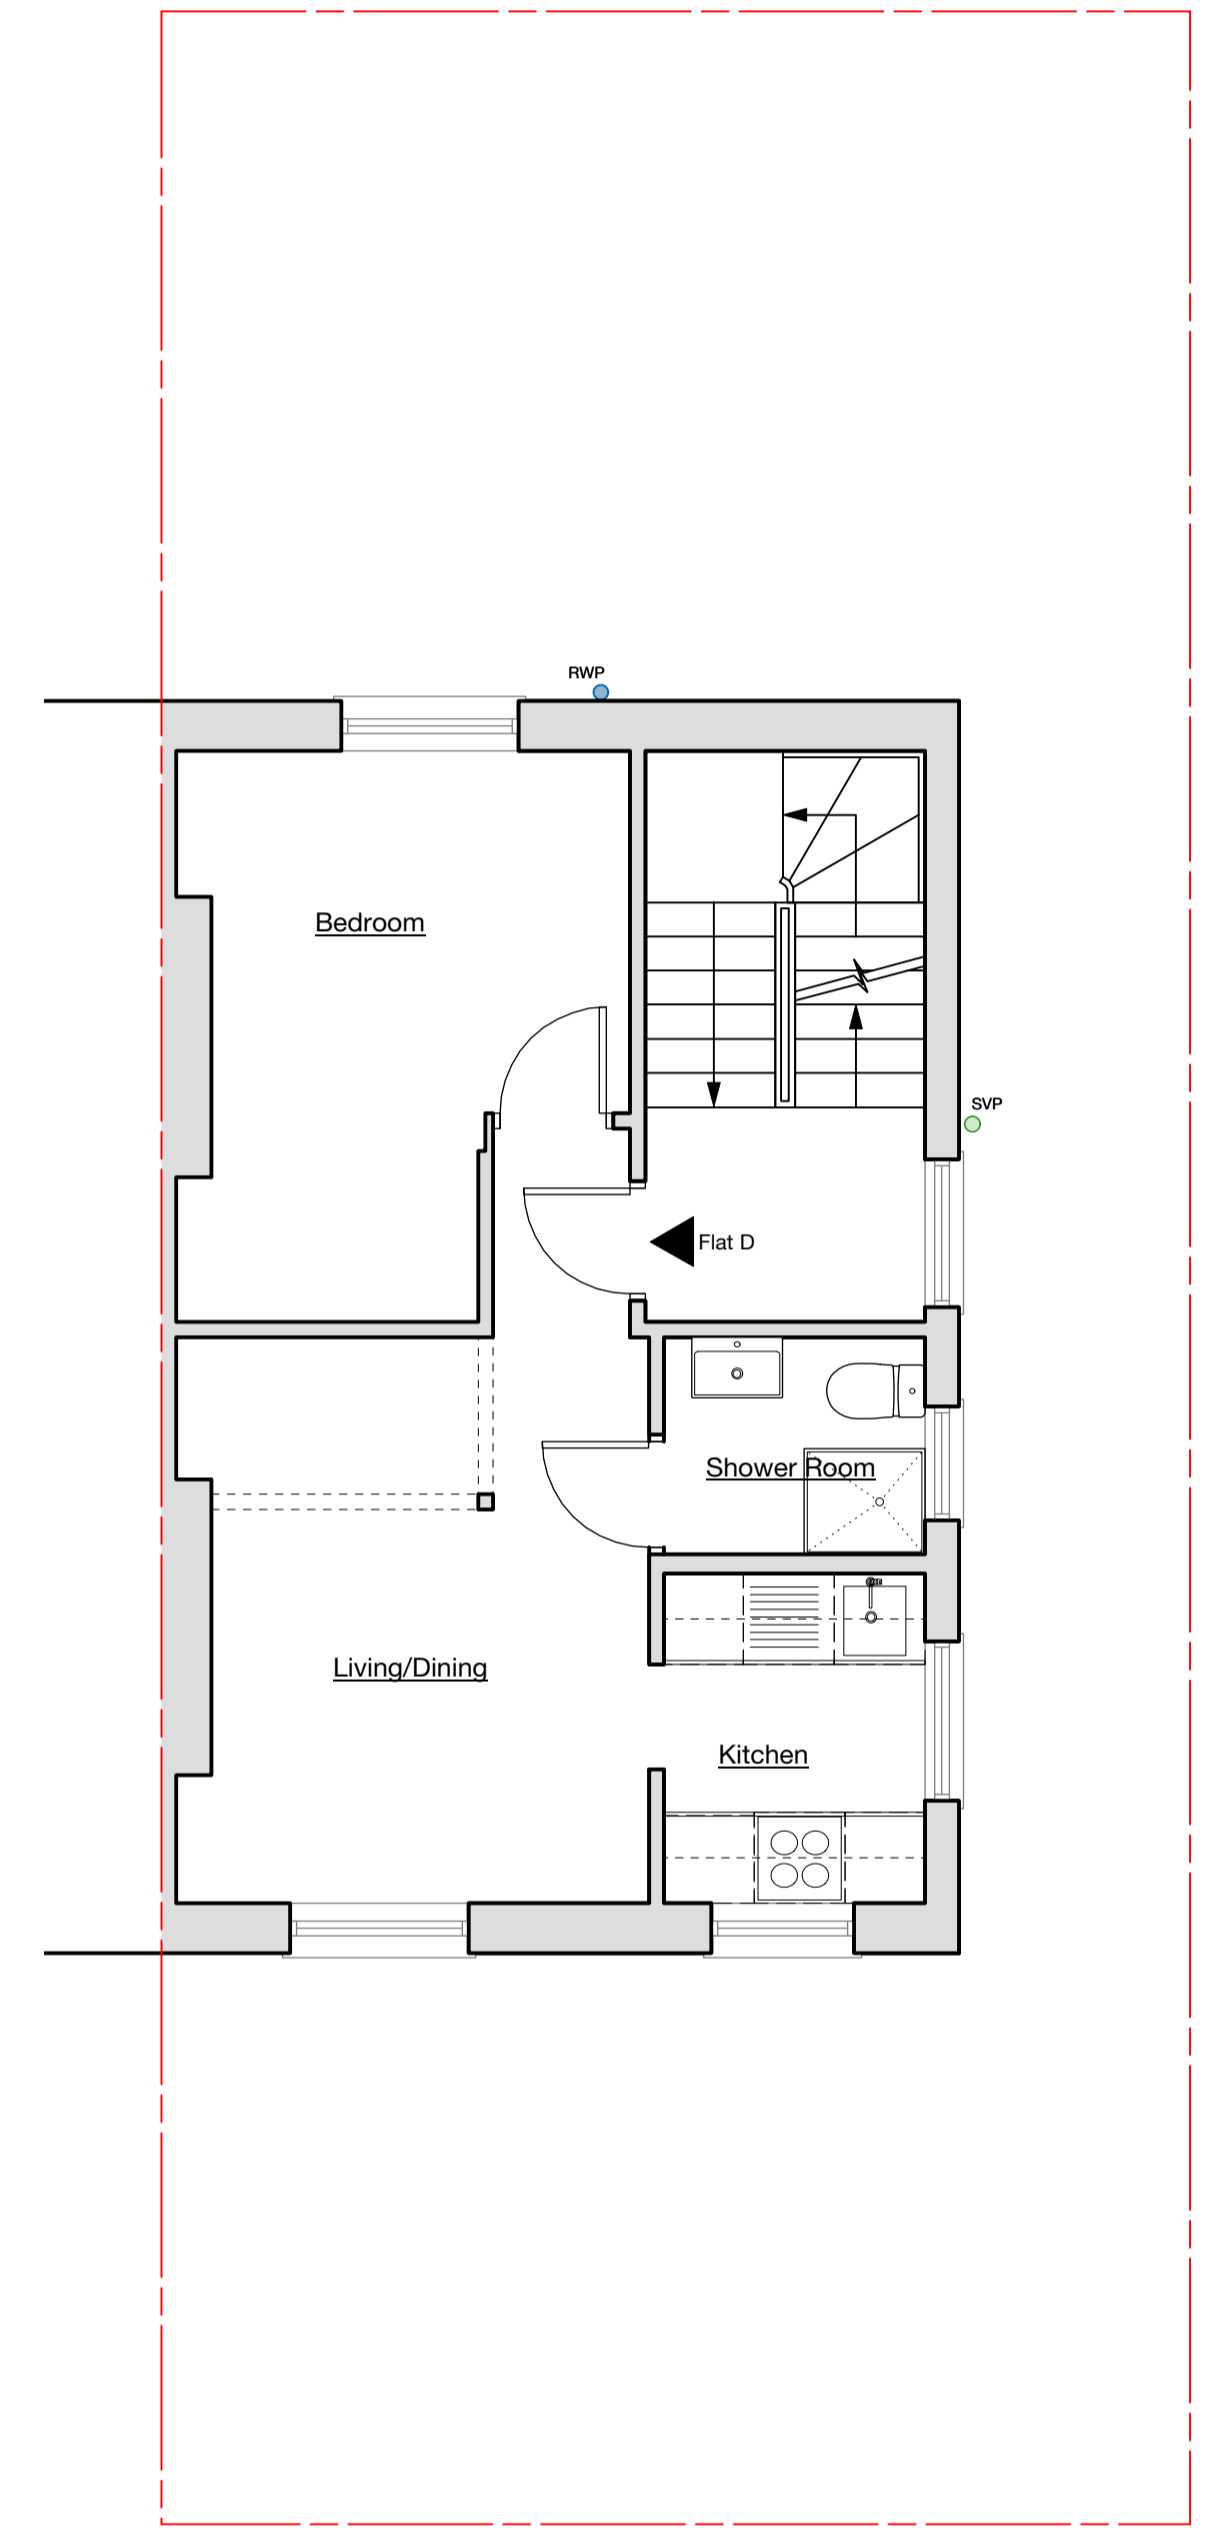 RWP
Bedroom
SVP
Flat D
Shower Room
Living/Dining
Kitchen